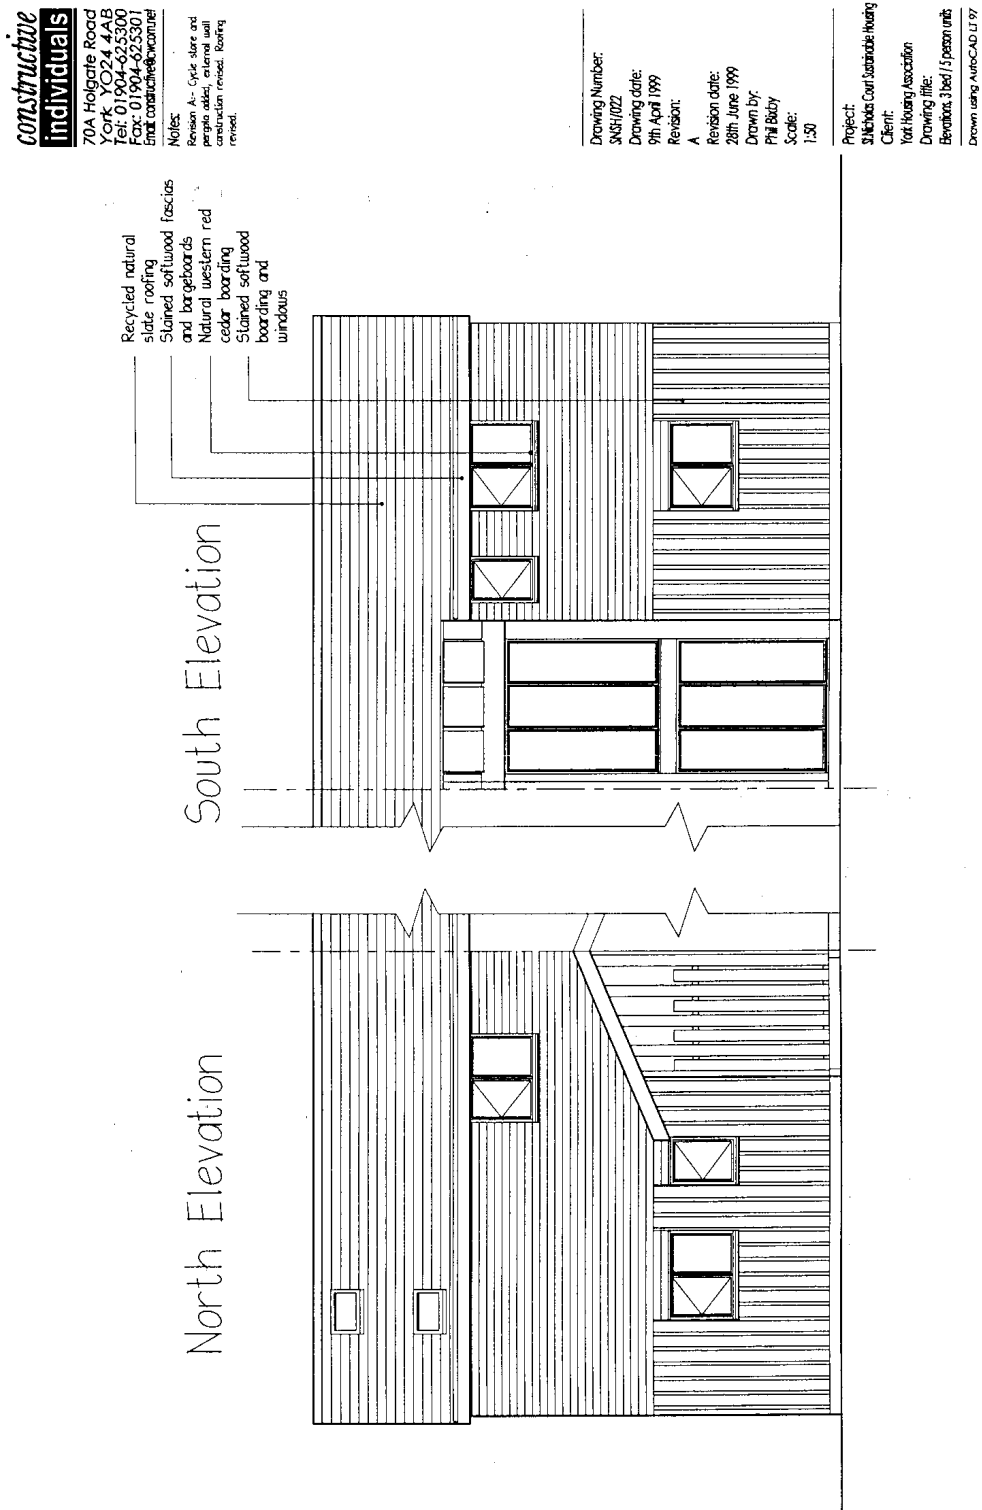 constructive
individuals
70A Holgate Road
York YO24 4AB
Tel: 01904-625300
Fax: 01904-625301
Email: constructive@cwcom.net
Notes:
Revision A:- Cycle store and
pergola added, external wall
construction revised. Roofing
revised.
Drawing Number:
SNSH/022
Drawing date:
9th April 1999
Revision:
A
Revision date:
28th June 1999
Drawn by:
Phil Bixby
Scale:
1:50
Project:
St.Nicholas Court Sustainable Housing
Client:
York Housing Association
Drawing title:
Elevations, 3 bed / 5 person units
Drawn using AutoCAD LT 97
Recycled natural
slate roofing
Stained softwood fascias
and bargeboards
Natural western red
cedar boarding
Stained softwood
boarding and
windows
North Elevation
South Elevation